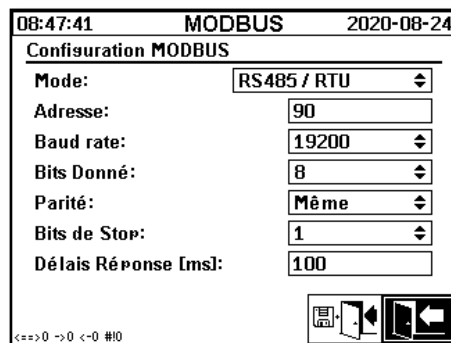 08:47:41 MODBUS 2020-08-24
Configuration MODBUS
Mode: RS485 / RTU
Adresse: 90
Baud rate: 19200
Bits Donné: 8
Parité: Même
Bits de Stop: 1
Délais Réponse [ms]: 100
<==>0 ->0 <-0 #!0